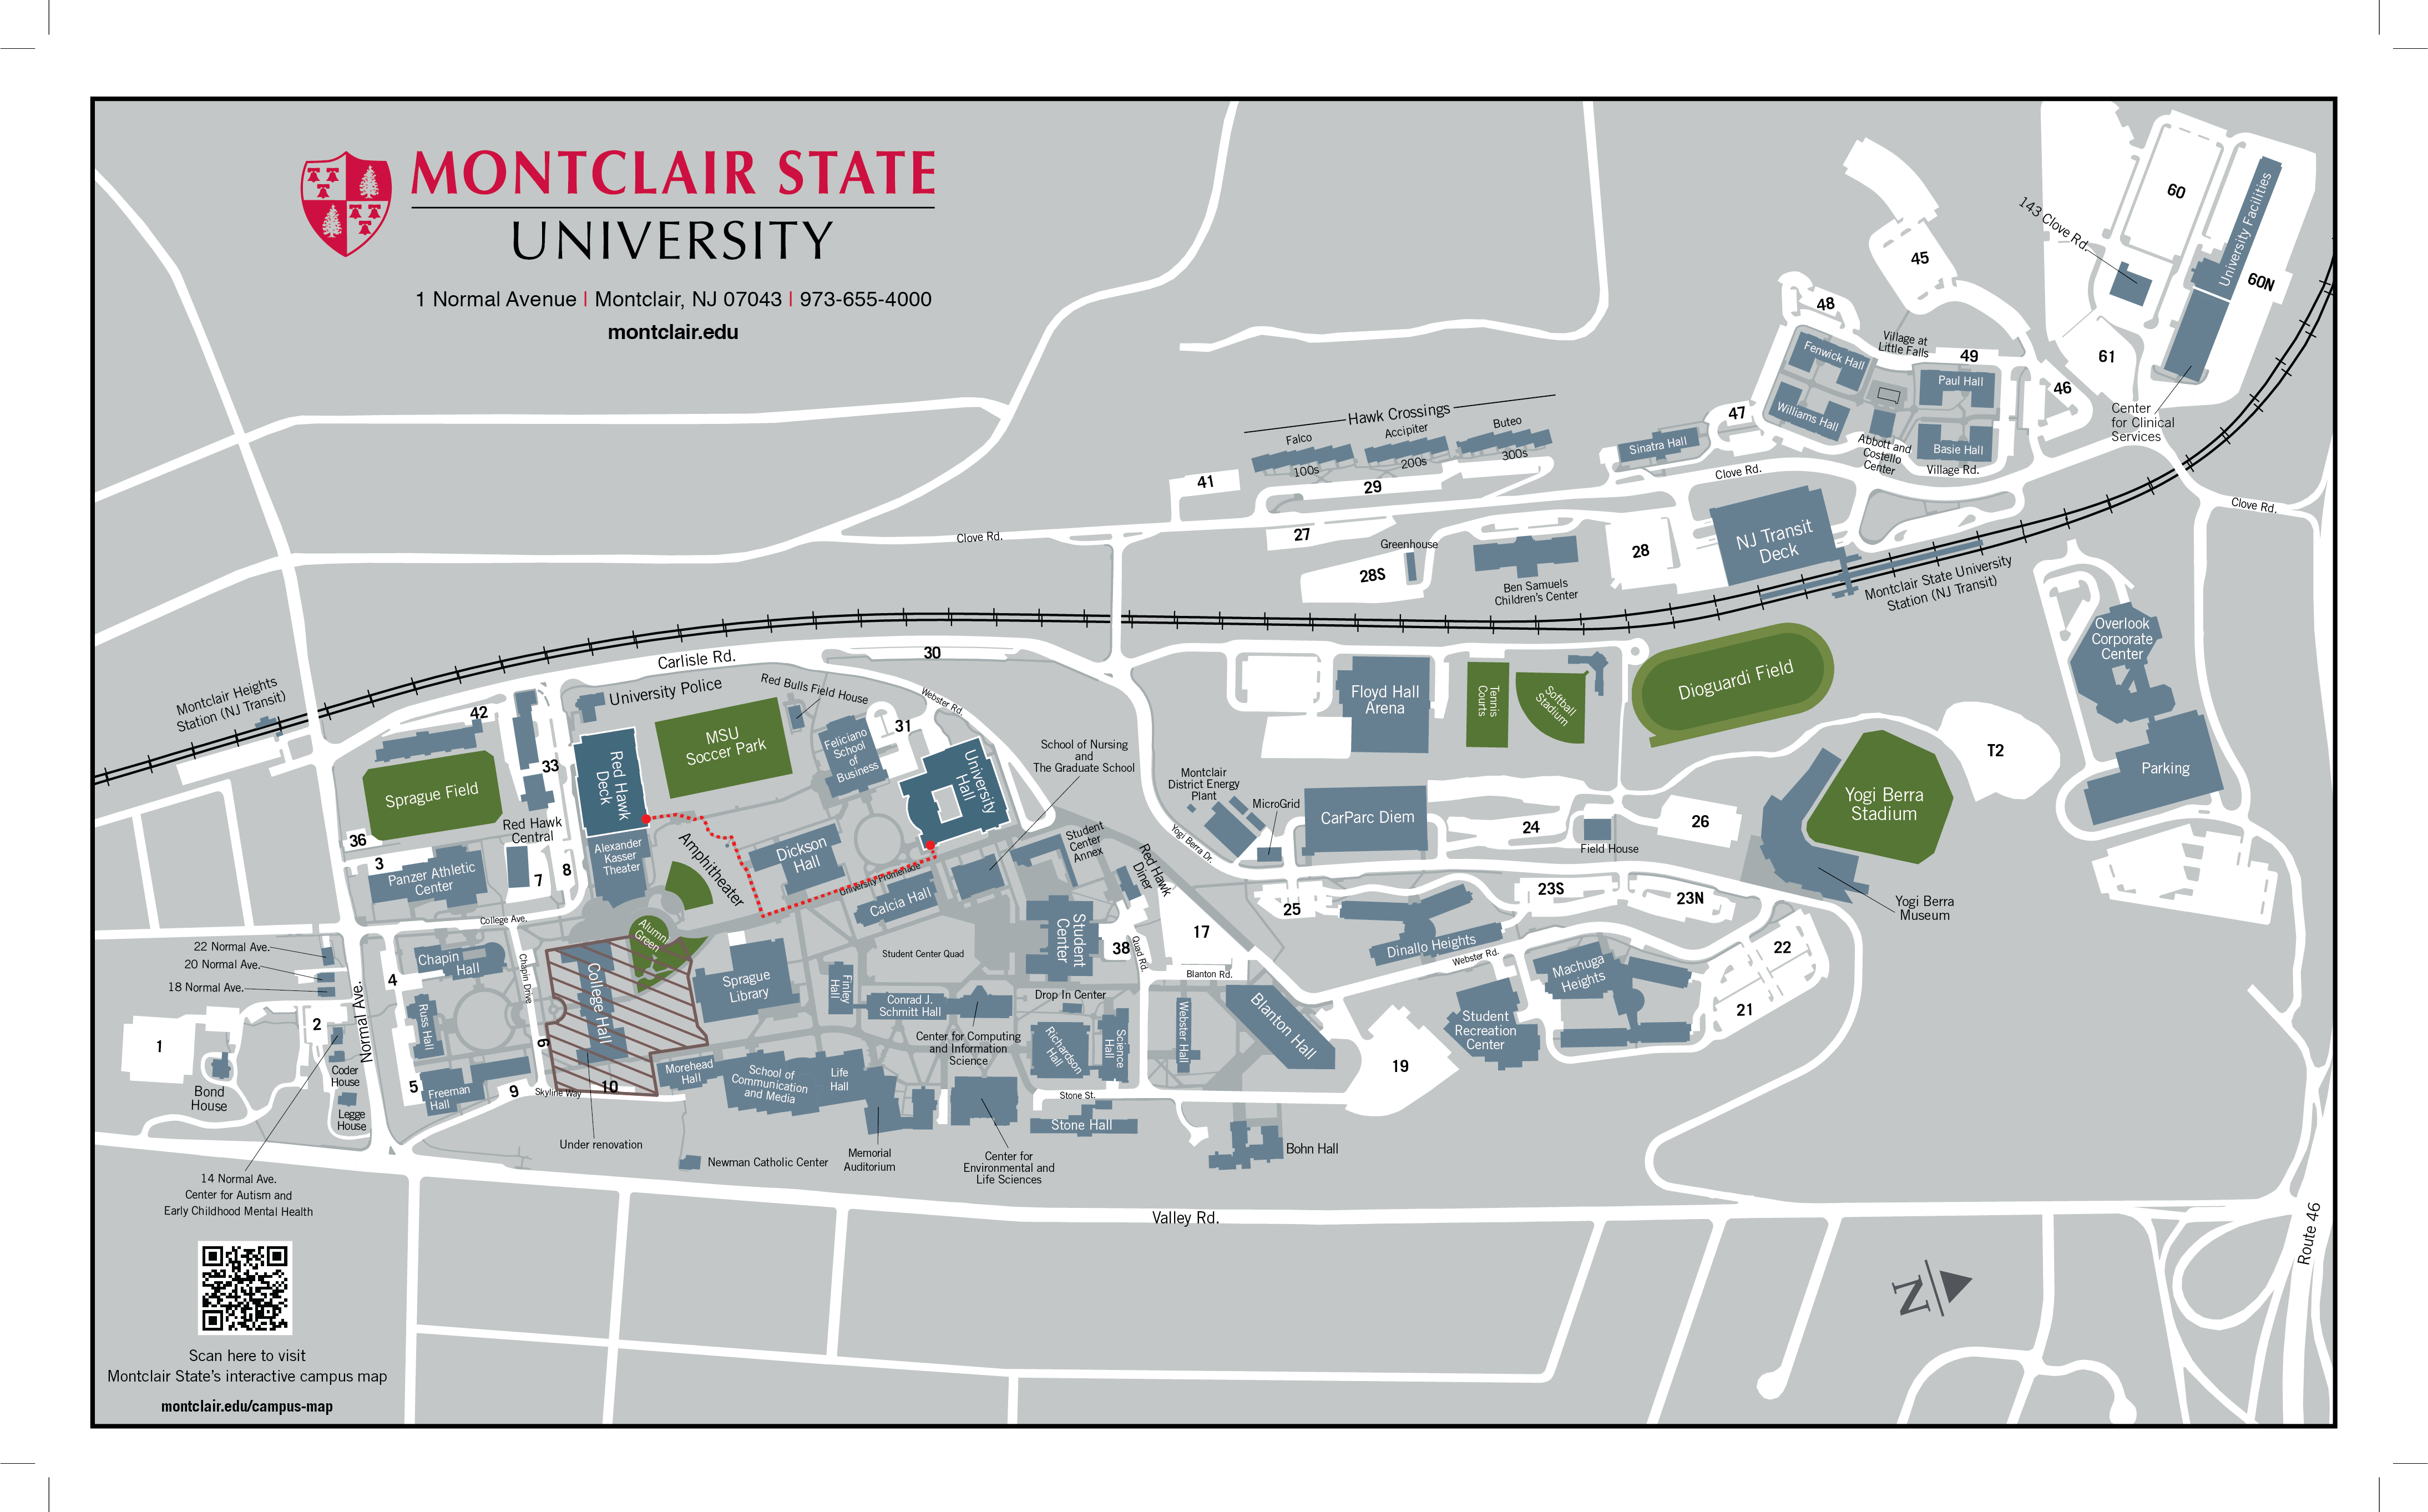 MONTCLAIR STATE
UNIVERSITY
1 Normal Avenue | Montclair, NJ 07043 | 973-655-4000
montclair.edu
143 Clove Rd.
60
University Facilities
60N
45
48
Village at
Little Falls
49
61
46
Fenwick Hall
Paul Hall
Williams Hall
Abbott and
Costello
Center
Basie Hall
Village Rd.
47
Sinatra Hall
Center
for Clinical
Services
Hawk Crossings
Falco
Accipiter
Buteo
100s
200s
300s
41
29
27
Clove Rd.
Clove Rd.
Clove Rd.
Greenhouse
28S
28
Ben Samuels
Children's Center
NJ Transit
Deck
Montclair State University
Station (NJ Transit)
Overlook
Corporate
Center
Parking
Montclair Heights
Station (NJ Transit)
Carlisle Rd.
30
University Police
Red Bulls Field House
Webster Rd.
42
33
Sprague Field
Red Hawk
Deck
MSU
Soccer Park
Feliciano
School
of
Business
31
University
Hall
School of Nursing
and
The Graduate School
Montclair
District Energy
Plant
MicroGrid
Floyd Hall
Arena
Tennis
Courts
Softball
Stadium
Dioguardi Field
CarParc Diem
24
Field House
26
Yogi Berra
Stadium
T2
Yogi Berra
Museum
Yogi Berra Dr.
36
3
Panzer Athletic
Center
Red Hawk
Central
7
8
Alexander
Kasser
Theater
Amphitheater
Dickson
Hall
University Promenade
Calcia Hall
Student
Center
Annex
Red Hawk
Diner
25
23S
23N
22
21
College Ave.
Alumni
Green
22 Normal Ave.
20 Normal Ave.
18 Normal Ave.
4
Chapin
Hall
Chapin Drive
College Hall
Sprague
Library
Student Center Quad
Student
Center
38
Quad Rd.
17
Blanton Rd.
Dinallo Heights
Webster Rd.
Machuga
Heights
1
2
Normal Ave.
Russ Hall
6
Finley
Hall
Conrad J.
Schmitt Hall
Drop In Center
Center for Computing
and Information
Science
Richardson
Hall
Science
Hall
Webster Hall
Blanton Hall
19
Student
Recreation
Center
Bond
House
Coder
House
Legge
House
5
Freeman
Hall
9
Skyline Way
10
Morehead
Hall
School of
Communication
and Media
Life
Hall
Stone St.
Stone Hall
Bohn Hall
Under renovation
Newman Catholic Center
Memorial
Auditorium
Center for
Environmental and
Life Sciences
14 Normal Ave.
Center for Autism and
Early Childhood Mental Health
Valley Rd.
Route 46
N
Scan here to visit
Montclair State's interactive campus map
montclair.edu/campus-map